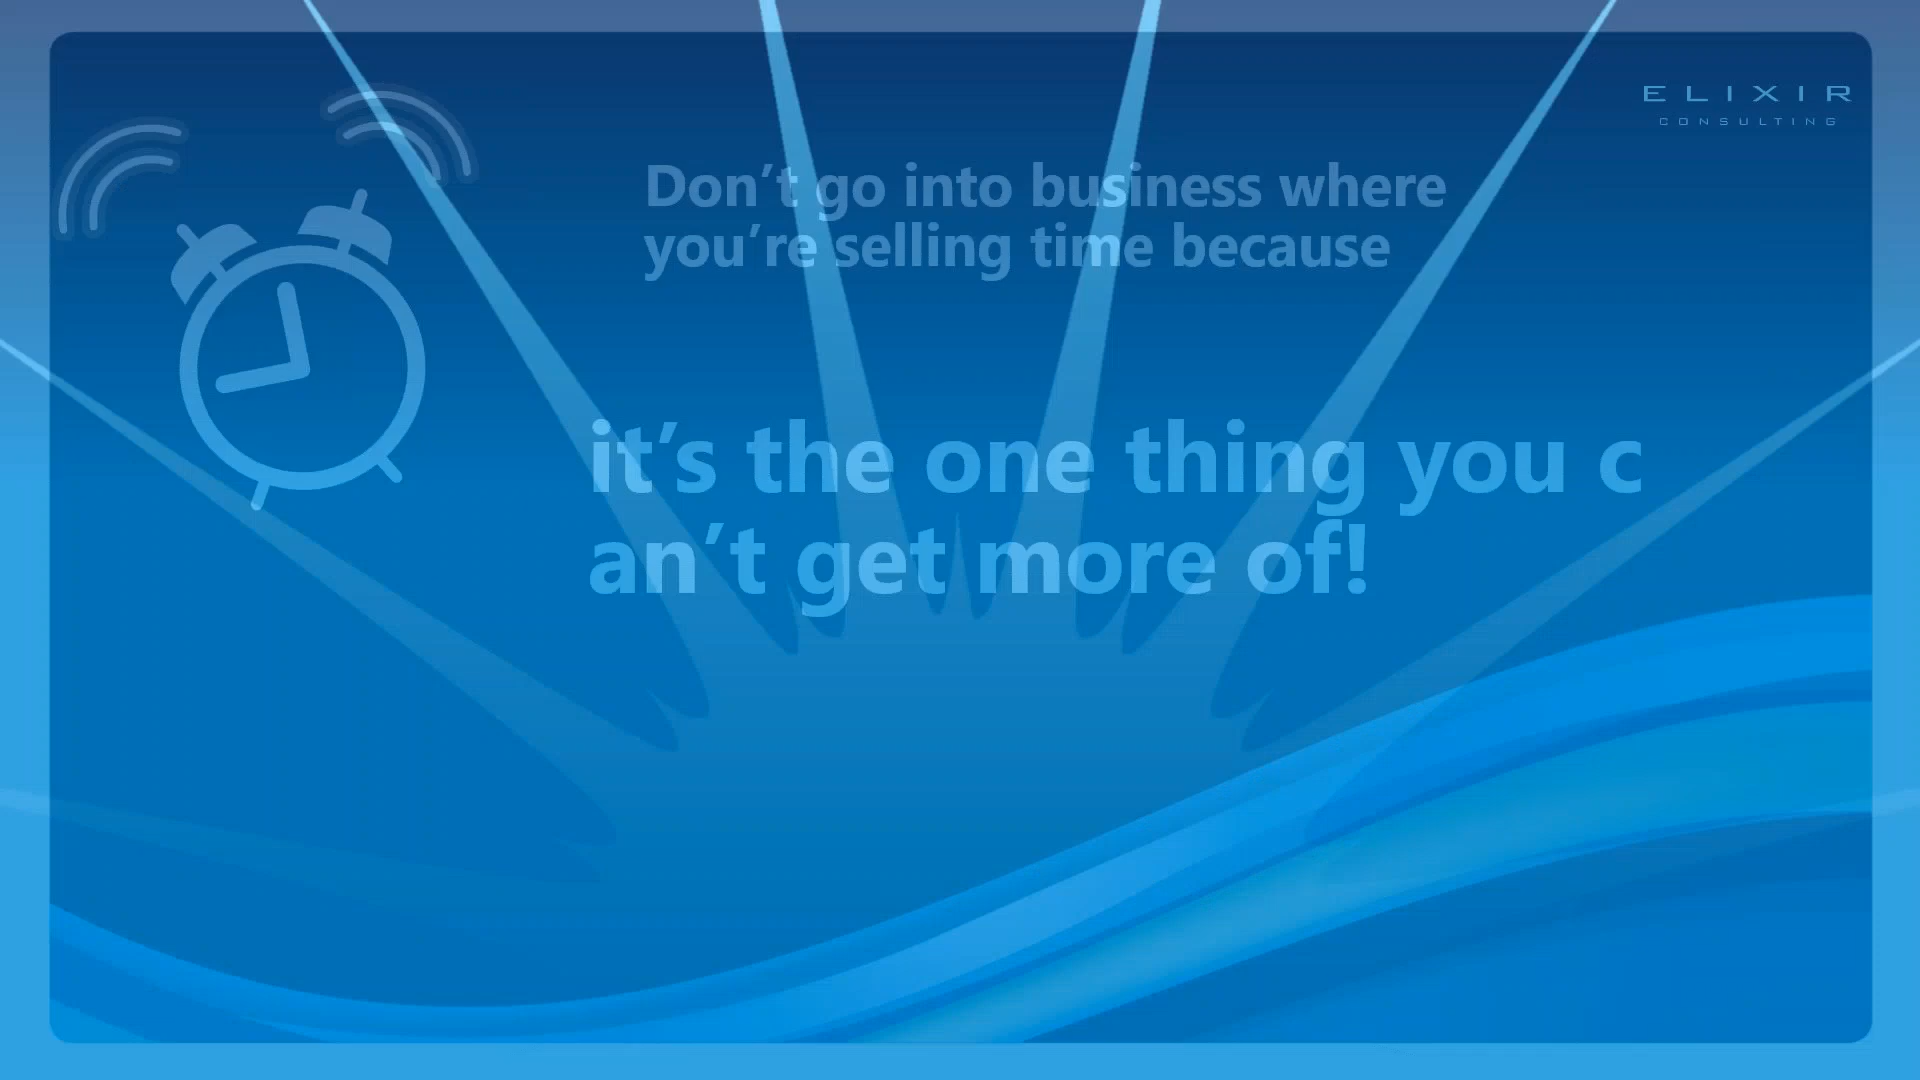 ELIXIR
CONSULTING
Don’t go into business where
you’re selling time because
it’s the one thing you c
an’t get more of!